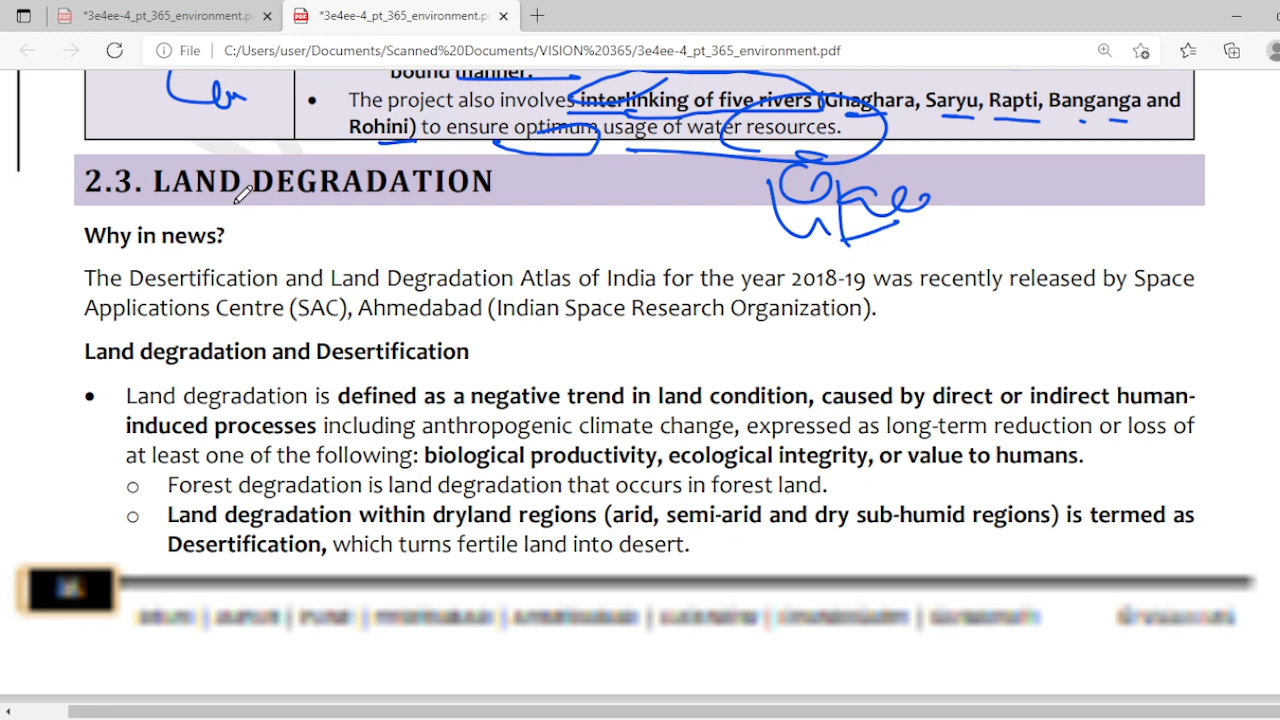 *3e4ee-4_pt_365_environment.p
*3e4ee-4_pt_365_environment.p
File
C:/Users/user/Documents/Scanned%20Documents/VISION%20365/3e4ee-4_pt_365_environment.pdf
bound manner.
• The project also involves interlinking of five rivers (Ghaghara, Saryu, Rapti, Banganga and
Rohini) to ensure optimum usage of water resources.
2.3. LAND DEGRADATION
Why in news?
The Desertification and Land Degradation Atlas of India for the year 2018-19 was recently released by Space
Applications Centre (SAC), Ahmedabad (Indian Space Research Organization).
Land degradation and Desertification
• Land degradation is defined as a negative trend in land condition, caused by direct or indirect human-
induced processes including anthropogenic climate change, expressed as long-term reduction or loss of
at least one of the following: biological productivity, ecological integrity, or value to humans.
o Forest degradation is land degradation that occurs in forest land.
o Land degradation within dryland regions (arid, semi-arid and dry sub-humid regions) is termed as
Desertification, which turns fertile land into desert.